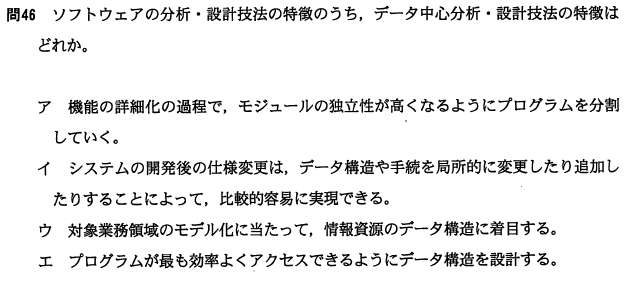 問46 ソフトウェアの分析・設計技法の特徴のうち，データ中心分析・設計技法の特徴は
どれか。
ア 機能の詳細化の過程で，モジュールの独立性が高くなるようにプログラムを分割
していく。
イ システムの開発後の仕様変更は，データ構造や手続を局所的に変更したり追加し
たりすることによって，比較的容易に実現できる。
ウ 対象業務領域のモデル化に当たって，情報資源のデータ構造に着目する。
エ プログラムが最も効率よくアクセスできるようにデータ構造を設計する。